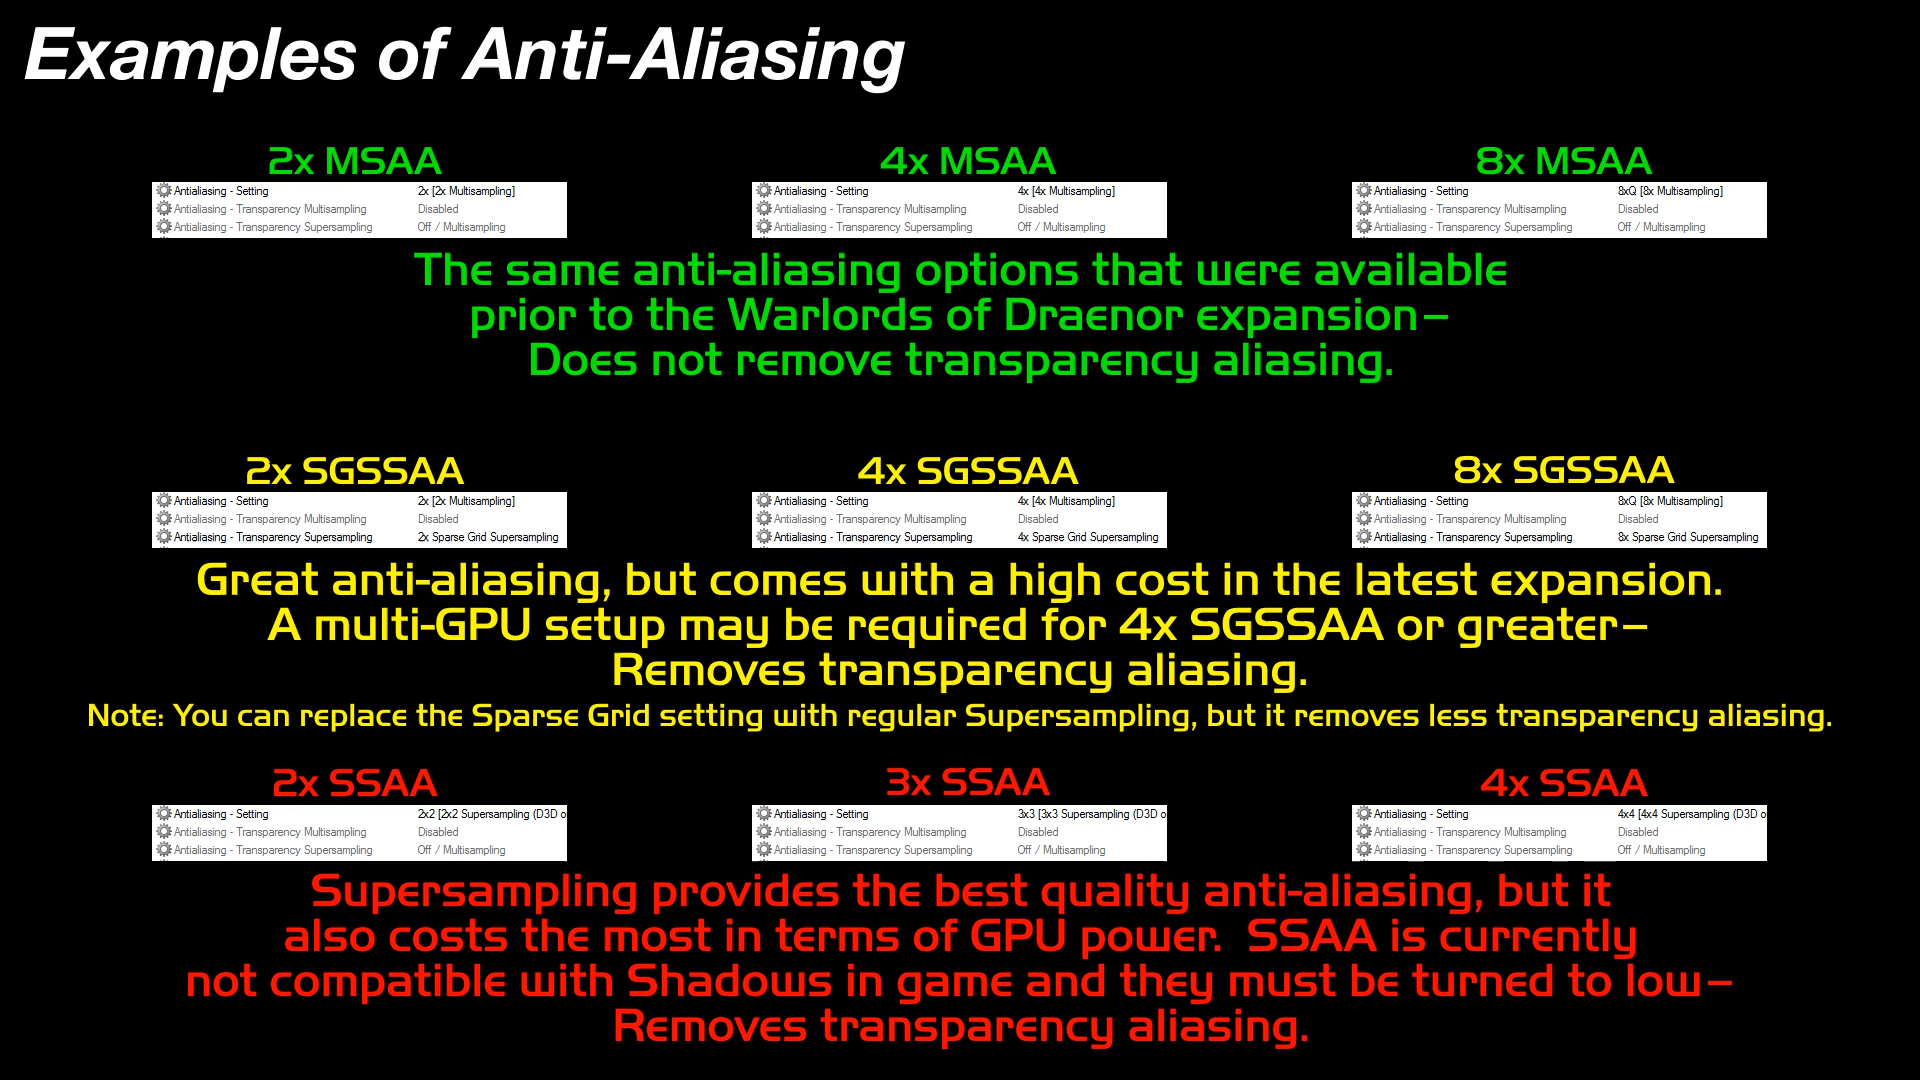 Examples of Anti-Aliasing
2x MSAA
4x MSAA
8x MSAA
Antialiasing - Setting 2x [2x Multisampling]
Antialiasing - Transparency Multisampling Disabled
Antialiasing - Transparency Supersampling Off / Multisampling
Antialiasing - Setting 4x [4x Multisampling]
Antialiasing - Transparency Multisampling Disabled
Antialiasing - Transparency Supersampling Off / Multisampling
Antialiasing - Setting 8xQ [8x Multisampling]
Antialiasing - Transparency Multisampling Disabled
Antialiasing - Transparency Supersampling Off / Multisampling
The same anti-aliasing options that were available
prior to the Warlords of Draenor expansion–
Does not remove transparency aliasing.
2x SGSSAA
4x SGSSAA
8x SGSSAA
Antialiasing - Setting 2x [2x Multisampling]
Antialiasing - Transparency Multisampling Disabled
Antialiasing - Transparency Supersampling 2x Sparse Grid Supersampling
Antialiasing - Setting 4x [4x Multisampling]
Antialiasing - Transparency Multisampling Disabled
Antialiasing - Transparency Supersampling 4x Sparse Grid Supersampling
Antialiasing - Setting 8xQ [8x Multisampling]
Antialiasing - Transparency Multisampling Disabled
Antialiasing - Transparency Supersampling 8x Sparse Grid Supersampling
Great anti-aliasing, but comes with a high cost in the latest expansion.
A multi-GPU setup may be required for 4x SGSSAA or greater–
Removes transparency aliasing.
Note: You can replace the Sparse Grid setting with regular Supersampling, but it removes less transparency aliasing.
2x SSAA
3x SSAA
4x SSAA
Antialiasing - Setting 2x2 [2x2 Supersampling (D3D o
Antialiasing - Transparency Multisampling Disabled
Antialiasing - Transparency Supersampling Off / Multisampling
Antialiasing - Setting 3x3 [3x3 Supersampling (D3D o
Antialiasing - Transparency Multisampling Disabled
Antialiasing - Transparency Supersampling Off / Multisampling
Antialiasing - Setting 4x4 [4x4 Supersampling (D3D o
Antialiasing - Transparency Multisampling Disabled
Antialiasing - Transparency Supersampling Off / Multisampling
Supersampling provides the best quality anti-aliasing, but it
also costs the most in terms of GPU power. SSAA is currently
not compatible with Shadows in game and they must be turned to low–
Removes transparency aliasing.